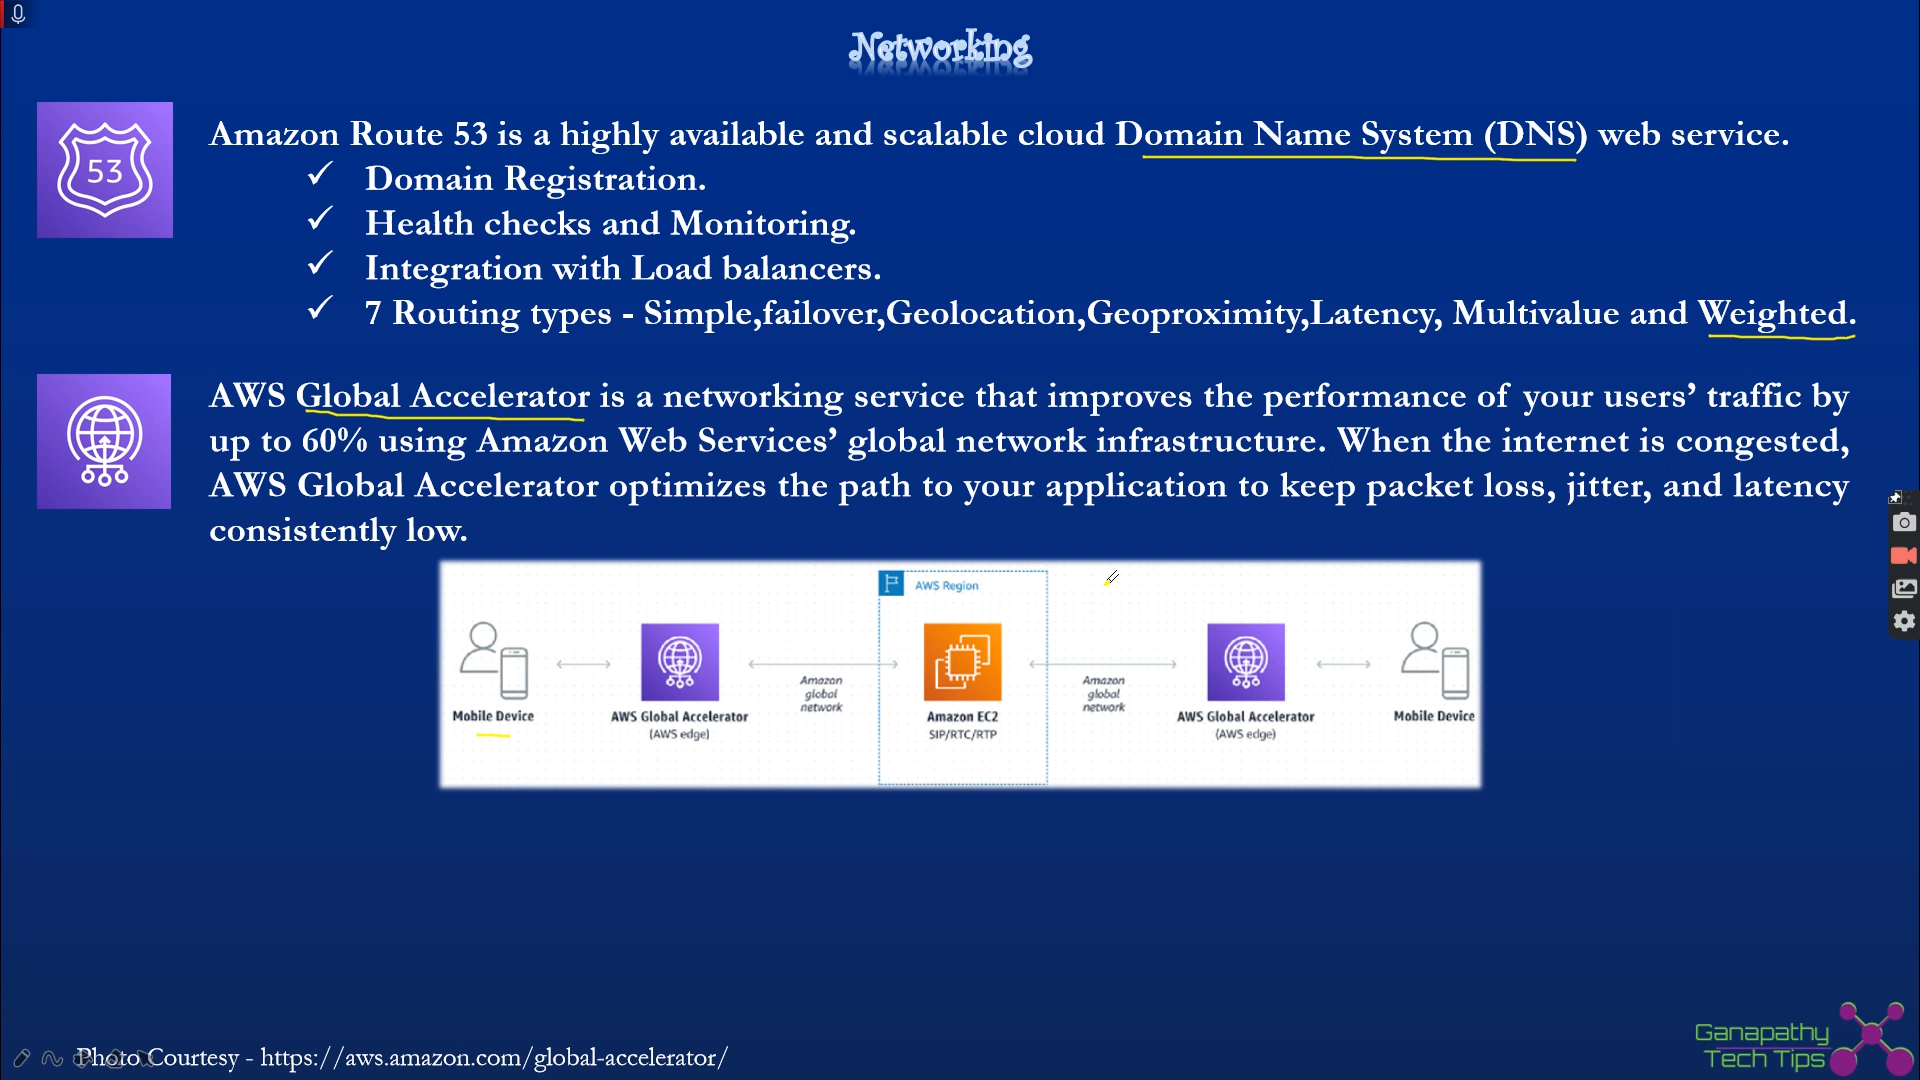 Networking
53
Amazon Route 53 is a highly available and scalable cloud Domain Name System (DNS) web service.
✓ Domain Registration.
✓ Health checks and Monitoring.
✓ Integration with Load balancers.
✓ 7 Routing types - Simple,failover,Geolocation,Geoproximity,Latency, Multivalue and Weighted.
AWS Global Accelerator is a networking service that improves the performance of your users’ traffic by
up to 60% using Amazon Web Services’ global network infrastructure. When the internet is congested,
AWS Global Accelerator optimizes the path to your application to keep packet loss, jitter, and latency
consistently low.
AWS Region
Mobile Device
AWS Global Accelerator
(AWS edge)
Amazon
global
network
Amazon EC2
SIP/RTC/RTP
Amazon
global
network
AWS Global Accelerator
(AWS edge)
Mobile Device
Photo Courtesy - https://aws.amazon.com/global-accelerator/
Ganapathy
Tech Tips